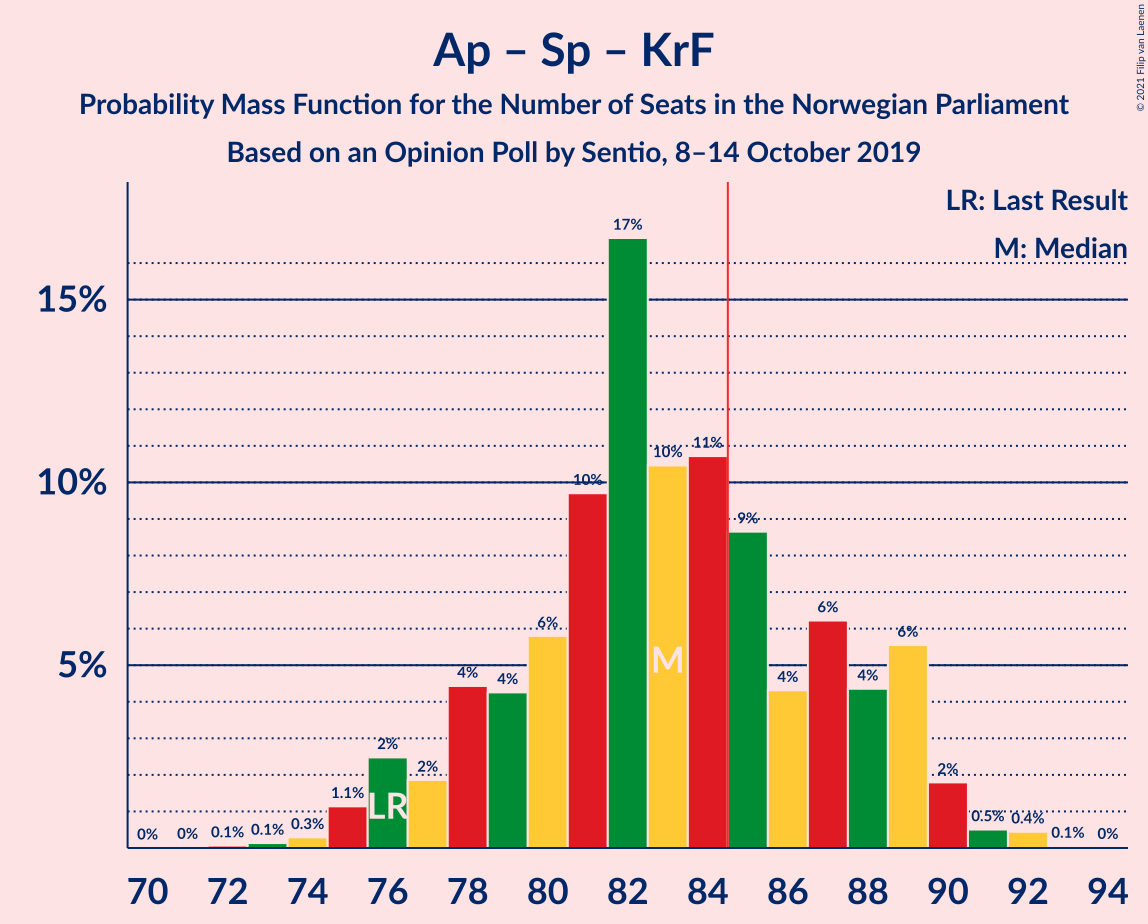 Ap – Sp – KrF
Probability Mass Function for the Number of Seats in the Norwegian Parliament
Based on an Opinion Poll by Sentio, 8–14 October 2019
© 2021 Filip van Laenen
LR: Last Result
M: Median
15%
10%
5%
0% 0% 0.1% 0.1% 0.3% 1.1% 2% 2% 4% 4% 6% 10% 17% 10% 11% 9% 4% 6% 4% 6% 2% 0.5% 0.4% 0.1% 0%
LR M
70 72 74 76 78 80 82 84 86 88 90 92 94